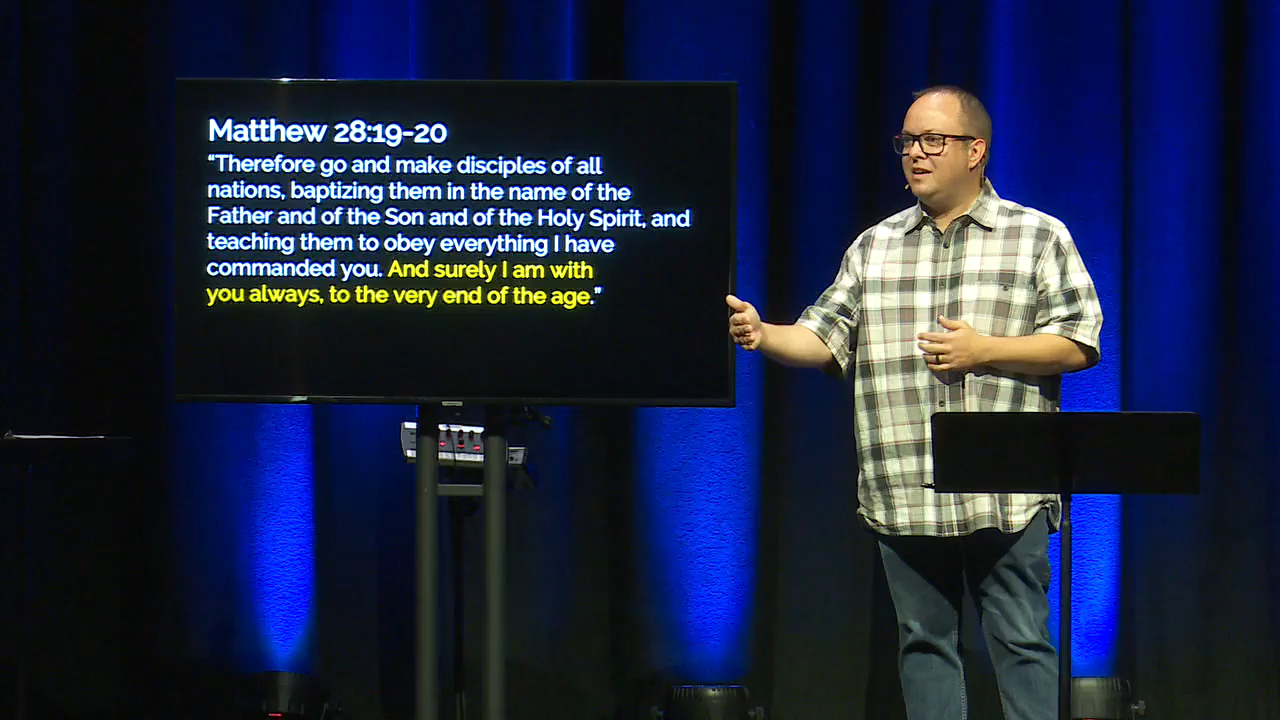 Matthew 28:19-20
“Therefore go and make disciples of all
nations, baptizing them in the name of the
Father and of the Son and of the Holy Spirit, and
teaching them to obey everything I have
commanded you. And surely I am with
you always, to the very end of the age.”